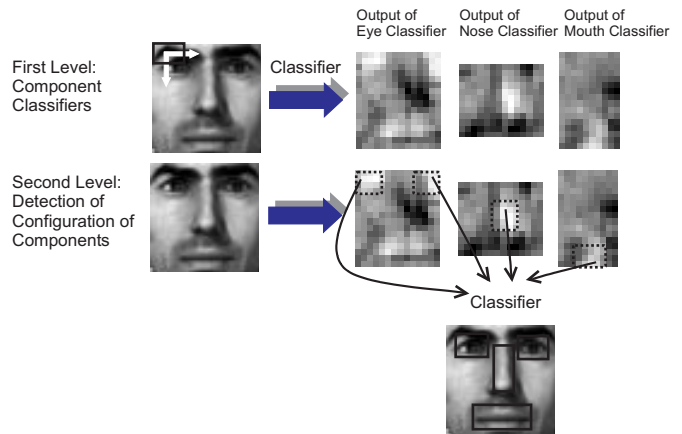 Output of
Eye Classifier
Output of
Nose Classifier
Output of
Mouth Classifier
First Level:
Component
Classifiers
Classifier
Second Level:
Detection of
Configuration of
Components
Classifier